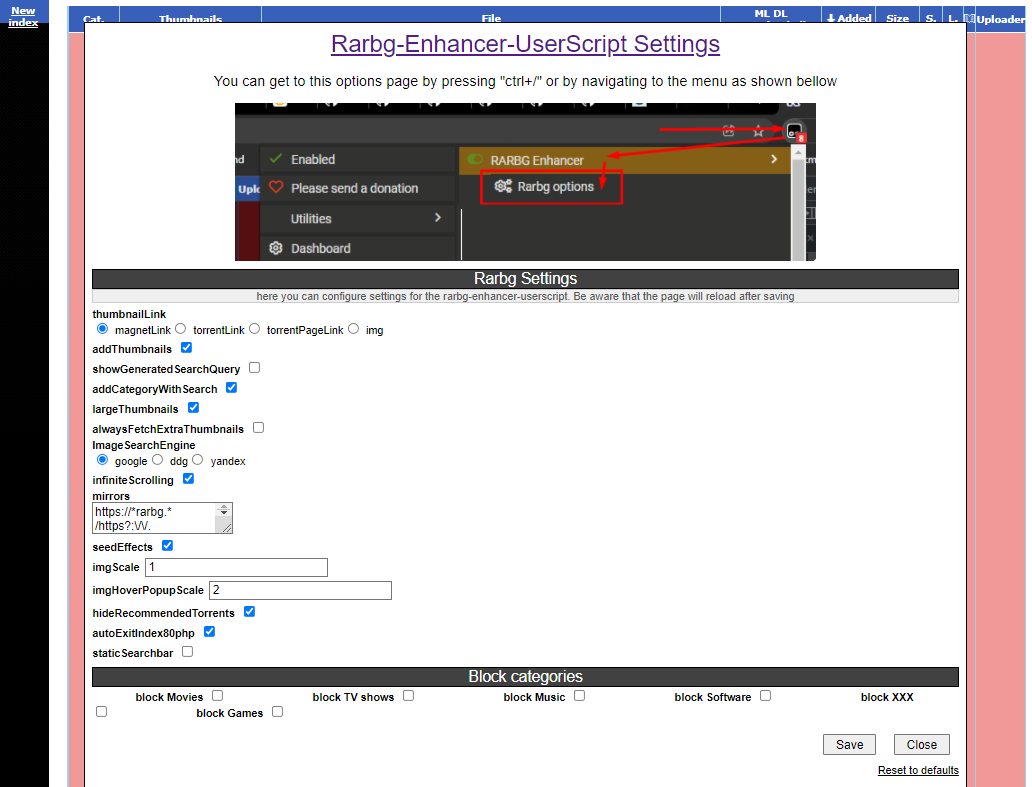 New
index
Cat. Thumbnails File ML DL Added Size S. L. Uploader
Rarbg-Enhancer-UserScript Settings
You can get to this options page by pressing "ctrl+/" or by navigating to the menu as shown bellow
8
Enabled RARBG Enhancer
Uplo Please send a donation Rarbg options
Utilities
Dashboard
Rarbg Settings
here you can configure settings for the rarbg-enhancer-userscript. Be aware that the page will reload after saving
thumbnailLink
magnetLink torrentLink torrentPageLink img
addThumbnails
showGeneratedSearchQuery
addCategoryWithSearch
largeThumbnails
alwaysFetchExtraThumbnails
ImageSearchEngine
google ddg yandex
infiniteScrolling
mirrors
https://*rarbg.*
/https?:\/\/.
seedEffects
imgScale 1
imgHoverPopupScale 2
hideRecommendedTorrents
autoExitIndex80php
staticSearchbar
Block categories
block Movies block TV shows block Music block Software block XXX
block Games
Save Close
Reset to defaults